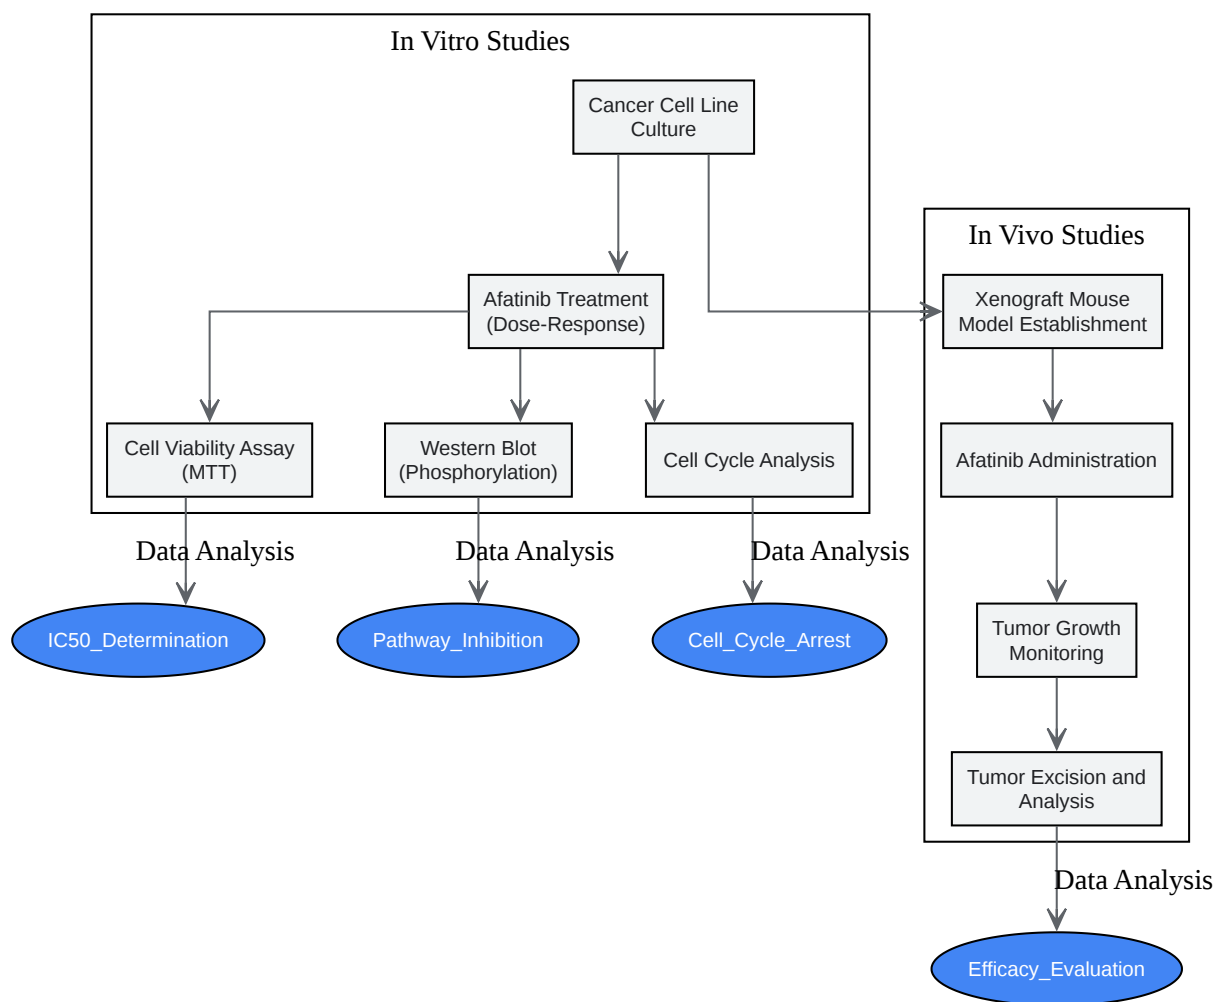 In Vitro Studies
Cancer Cell Line
Culture
In Vivo Studies
Afatinib Treatment
(Dose-Response)
Xenograft Mouse
Model Establishment
Cell Viability Assay
(MTT)
Western Blot
(Phosphorylation)
Cell Cycle Analysis
Afatinib Administration
Data Analysis
Data Analysis
Data Analysis
IC50_Determination
Pathway_Inhibition
Cell_Cycle_Arrest
Tumor Growth
Monitoring
Tumor Excision and
Analysis
Data Analysis
Efficacy_Evaluation